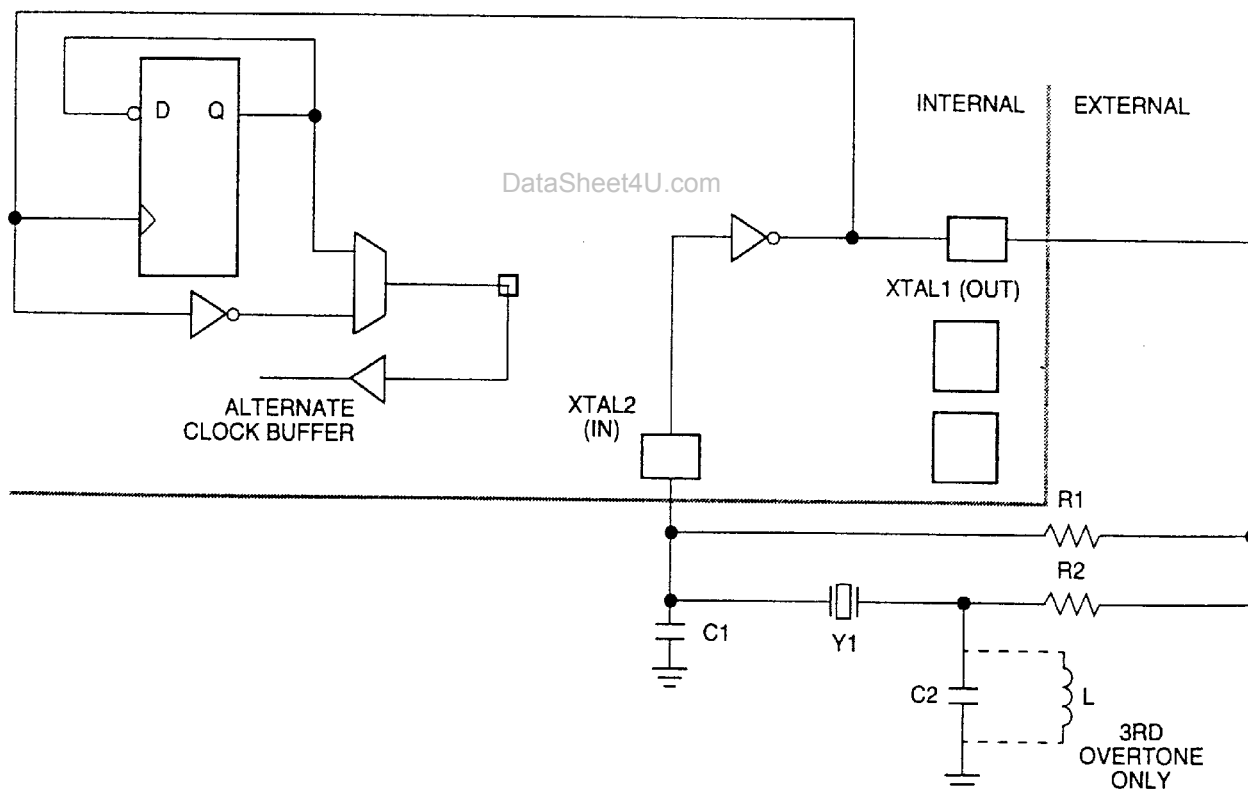 INTERNAL
EXTERNAL
D
Q
DataSheet4U.com
XTAL1 (OUT)
ALTERNATE
CLOCK BUFFER
XTAL2
(IN)
R1
R2
C1
Y1
C2
L
3RD
OVERTONE
ONLY